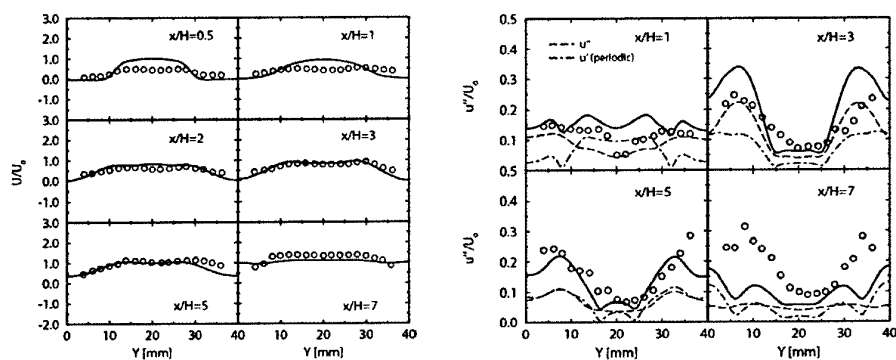 3.0
2.0
1.0
0.0
-1.0
3.0
2.0
1.0
0.0
-1.0
3.0
2.0
1.0
0.0
-1.0
-2.0
U/U₀
x/H=0.5
x/H=1
x/H=2
x/H=3
x/H=5
x/H=7
0 10 20 30 40 10 20 30 40
Y [mm] Y [mm]
0.5
0.4
0.3
0.2
0.1
0.5
0.4
0.3
0.2
0.1
0.0
u''/U₀
u''/U₀
x/H=1
u''
u' (periodic)
x/H=3
x/H=5
x/H=7
0 10 20 30 40 10 20 30 40
Y [mm] Y [mm]